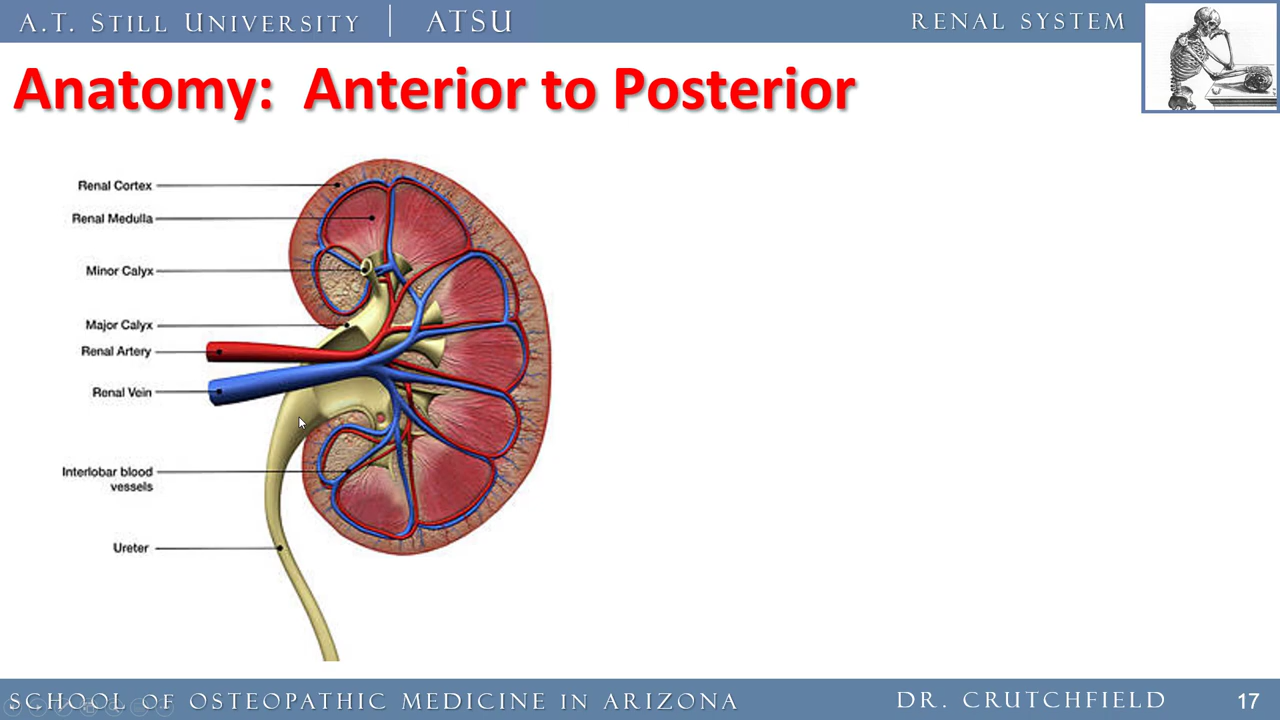 A.T. STILL UNIVERSITY | ATSU
RENAL SYSTEM
Anatomy: Anterior to Posterior
Renal Cortex
Renal Medulla
Minor Calyx
Major Calyx
Renal Artery
Renal Vein
Interlobar blood
vessels
Ureter
SCHOOL OF OSTEOPATHIC MEDICINE IN ARIZONA
DR. CRUTCHFIELD
17